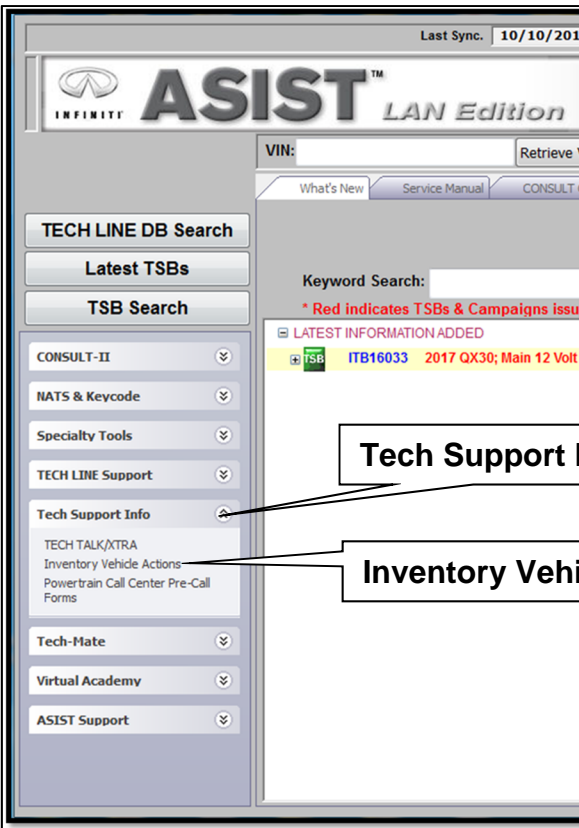 Last Sync. 10/10/201
INFINITI ASIST™ LAN Edition
VIN: Retrieve
What's New Service Manual CONSULT
TECH LINE DB Search
Latest TSBs
TSB Search
Keyword Search:
* Red indicates TSBs & Campaigns issu
LATEST INFORMATION ADDED
TSB ITB16033 2017 QX30; Main 12 Volt
CONSULT-II
NATS & Keycode
Specialty Tools
TECH LINE Support
Tech Support Info
TECH TALK/XTRA
Inventory Vehicle Actions
Powertrain Call Center Pre-Call
Forms
Tech-Mate
Virtual Academy
ASIST Support
Tech Support
Inventory Vehi